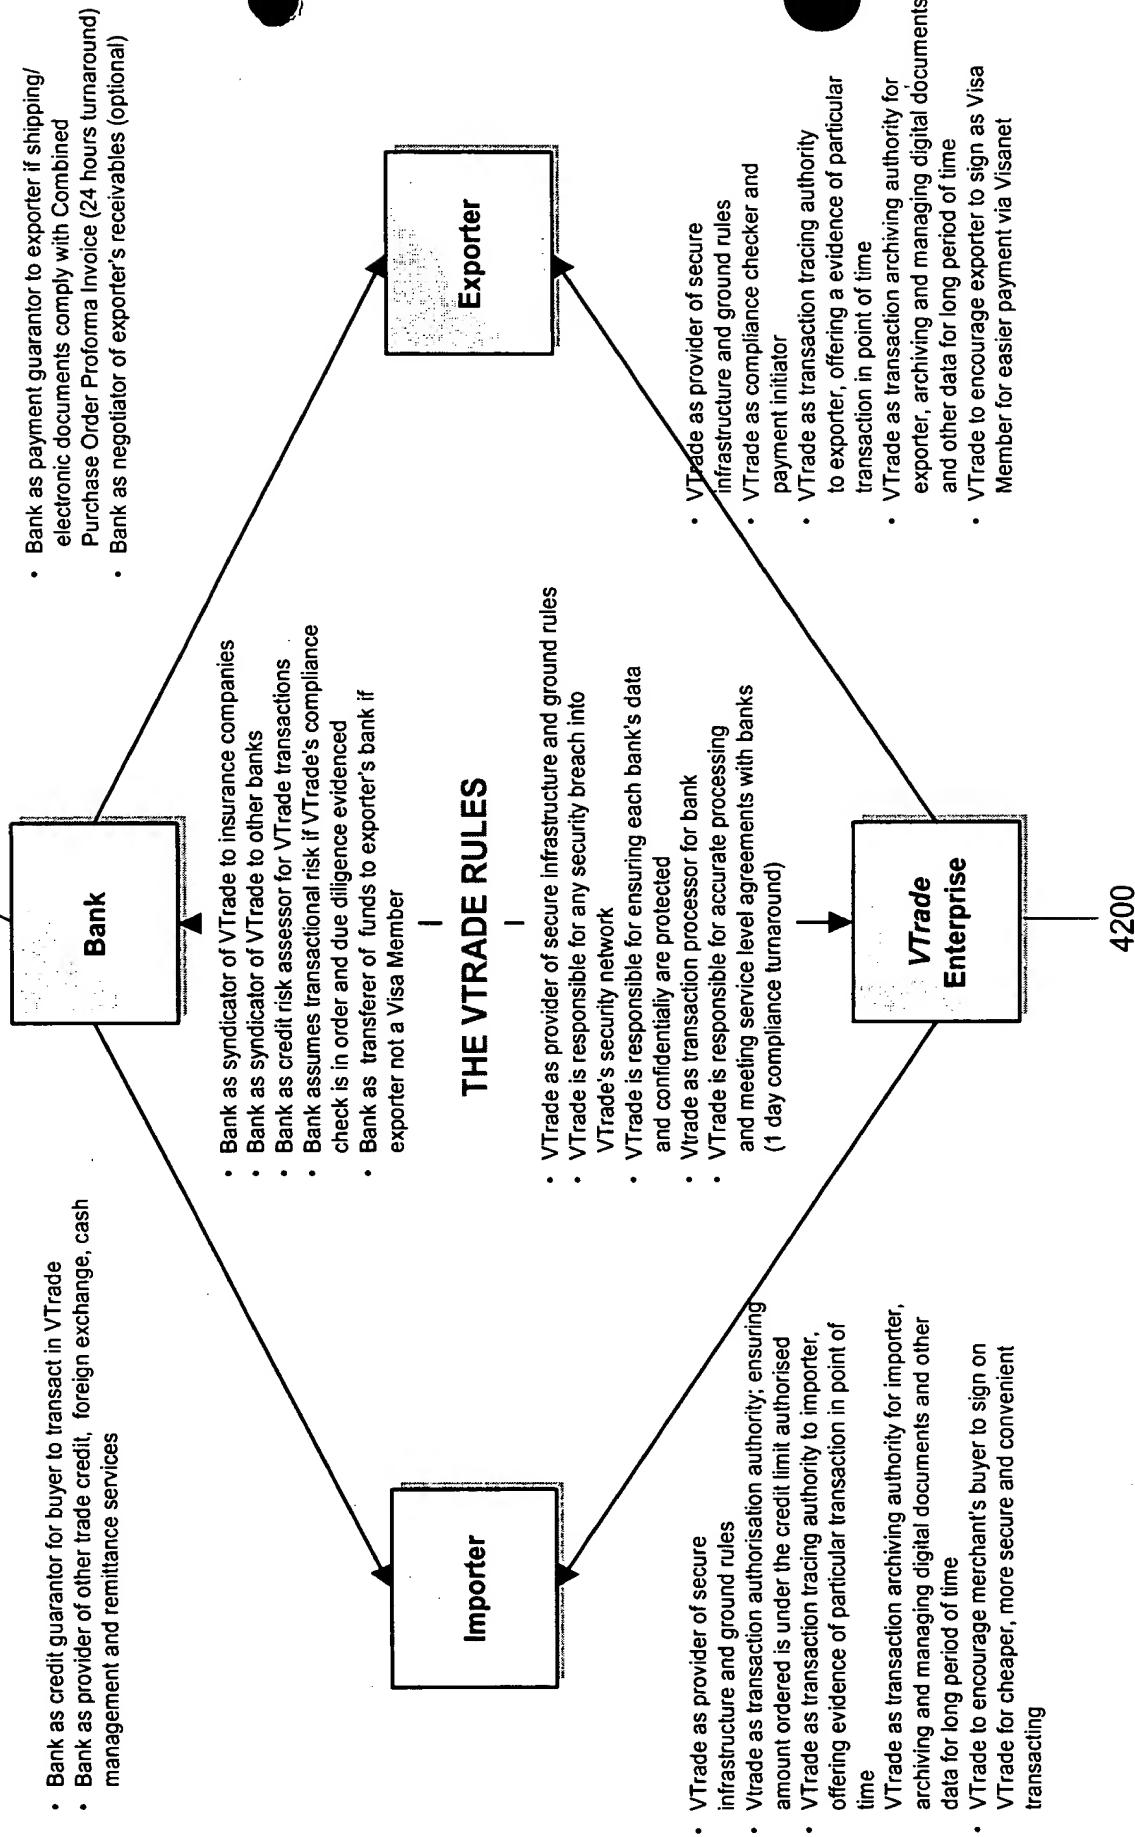 • Bank as credit guarantor for buyer to transact in VTrade
• Bank as provider of other trade credit, foreign exchange, cash
management and remittance services
Bank
• Bank as payment guarantor to exporter if shipping/
electronic documents comply with Combined
Purchase Order Proforma Invoice (24 hours turnaround)
• Bank as negotiator of exporter's receivables (optional)
• Bank as syndicator of VTrade to insurance companies
• Bank as syndicator of VTrade to other banks
• Bank as credit risk assessor for VTrade transactions
• Bank assumes transactional risk if VTrade's compliance
check is in order and due diligence evidenced
• Bank as transferer of funds to exporter's bank if
exporter not a Visa Member
Importer
THE VTRADE RULES
Exporter
• VTrade as provider of secure infrastructure and ground rules
• VTrade is responsible for any security breach into
VTrade's security network
• VTrade is responsible for ensuring each bank's data
and confidentially are protected
• Vtrade as transaction processor for bank
• VTrade is responsible for accurate processing
and meeting service level agreements with banks
(1 day compliance turnaround)
• VTrade as provider of secure
infrastructure and ground rules
• Vtrade as transaction authorisation authority; ensuring
amount ordered is under the credit limit authorised
• VTrade as transaction tracing authority to importer,
offering evidence of particular transaction in point of
time
VTrade as transaction archiving authority for importer,
archiving and managing digital documents and other
data for long period of time
• VTrade to encourage merchant's buyer to sign on
VTrade for cheaper, more secure and convenient
transacting
VTrade
Enterprise
4200
• VTrade as provider of secure
infrastructure and ground rules
• VTrade as compliance checker and
payment initiator
• VTrade as transaction tracing authority
to exporter, offering a evidence of particular
transaction in point of time
• VTrade as transaction archiving authority for
exporter, archiving and managing digital documents
and other data for long period of time
• VTrade to encourage exporter to sign as Visa
Member for easier payment via Visanet